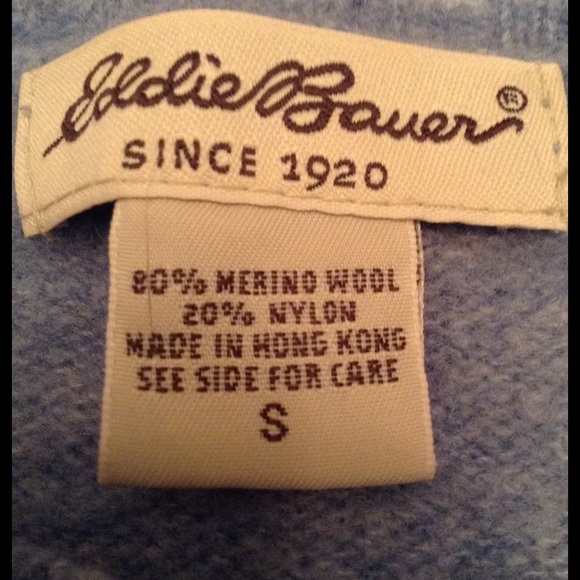 Eddie Bauer®
SINCE 1920
80% MERINO WOOL
20% NYLON
MADE IN HONG KONG
SEE SIDE FOR CARE
S